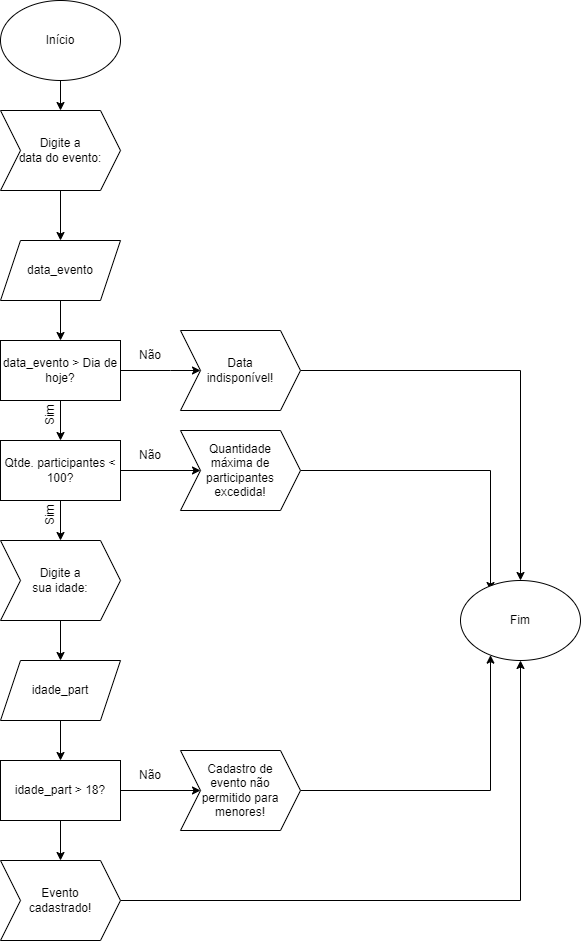 Início
Digite a
data do evento:
data_evento
data_evento > Dia de
hoje?
Não
Data
indisponível!
Sim
Qtde. participantes <
100?
Não
Quantidade
máxima de
participantes
excedida!
Sim
Digite a
sua idade:
Fim
idade_part
idade_part > 18?
Não
Cadastro de
evento não
permitido para
menores!
Evento
cadastrado!